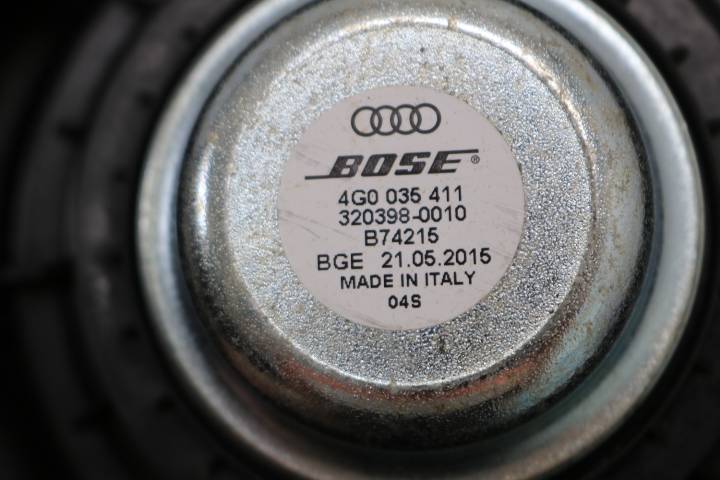 BOSE®
4G0 035 411
320398-0010
B74215
BGE 21.05.2015
MADE IN ITALY
04S